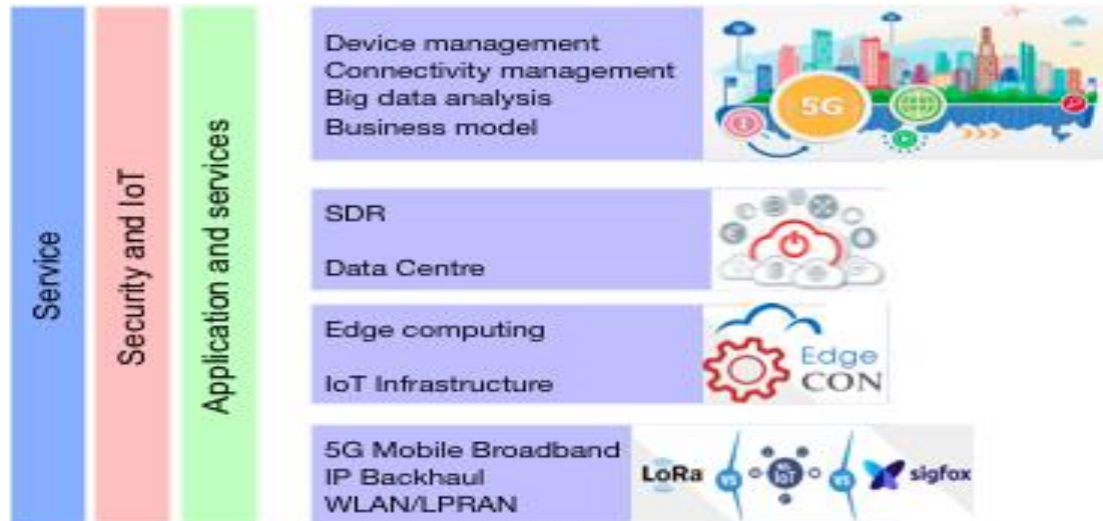 Service
Security and IoT
Application and services
Device management
Connectivity management
Big data analysis
Business model
5G
SDR
Data Centre
Edge computing
IoT Infrastructure
Edge
CON
5G Mobile Broadband
IP Backhaul
WLAN/LPRAN
LoRa
VS
IoT
VS
sigfox